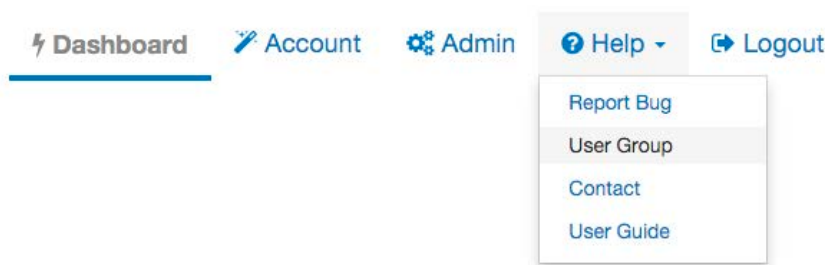 Dashboard Account Admin Help Logout
Report Bug
User Group
Contact
User Guide